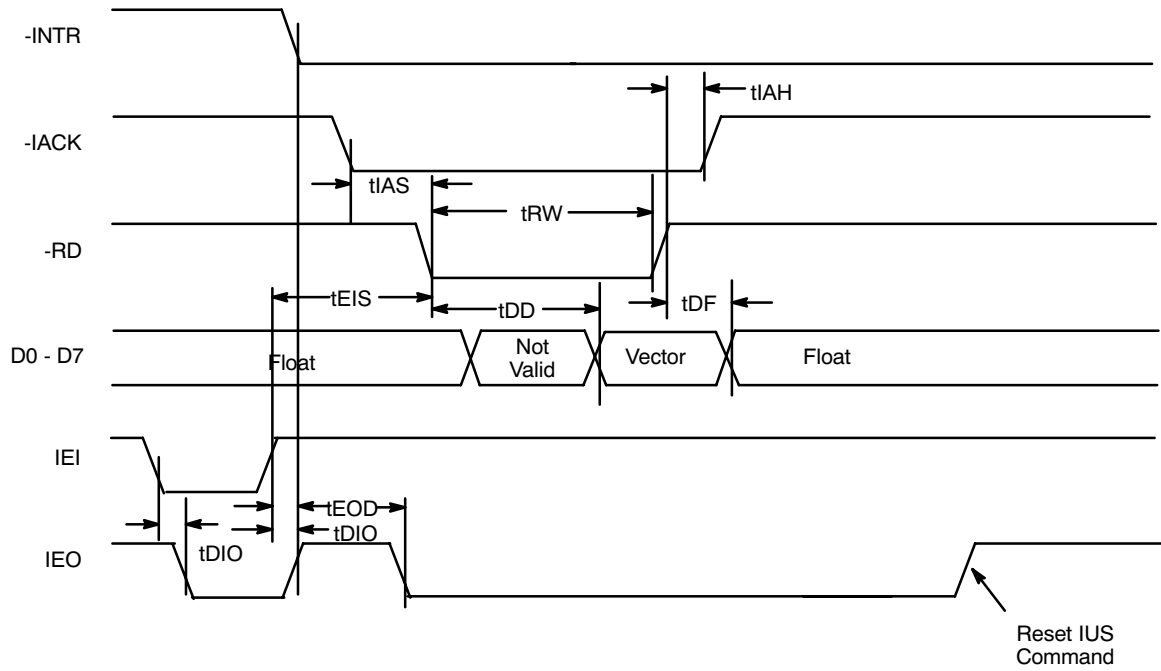 -INTR
tIAH
-IACK
tIAS
tRW
-RD
tEIS
tDD
tDF
D0 - D7
Float
Not
Valid
Vector
Float
IEI
tEOD
tDIO
tDIO
IEO
Reset IUS
Command